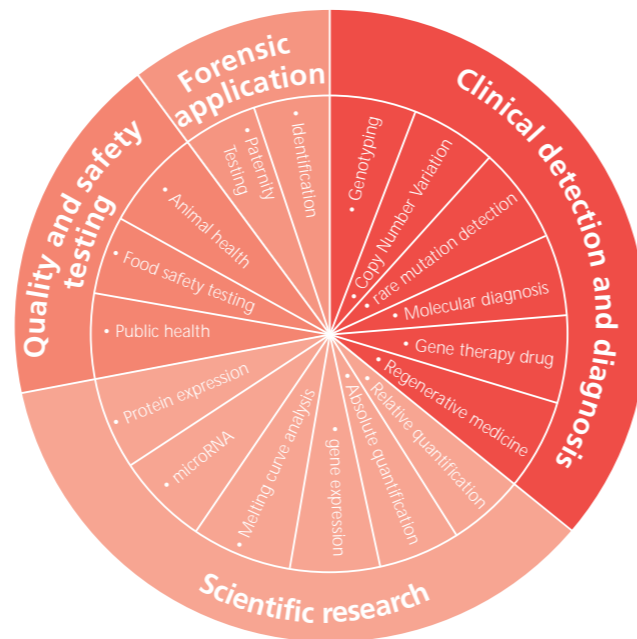 Clinical detection and diagnosis
• Genotyping
• Copy Number Variation
• rare mutation detection
• Molecular diagnosis
• Gene therapy drug
• Regenerative medicine
Scientific research
• Relative quantification
• Absolute quantification
• gene expression
• Melting curve analysis
• microRNA
• Protein expression
Quality and safety
testing
• Public health
• Food safety testing
• Animal health
Forensic
application
• Paternity
Testing
• Identification